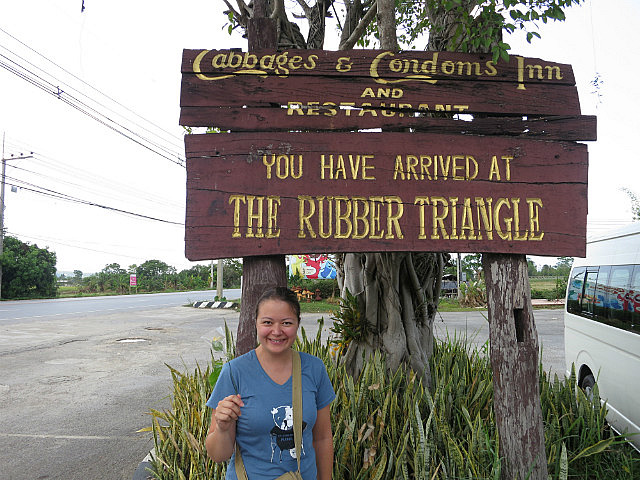 Cabbages & Condoms Inn
AND
RESTAURANT
YOU HAVE ARRIVED AT
THE RUBBER TRIANGLE